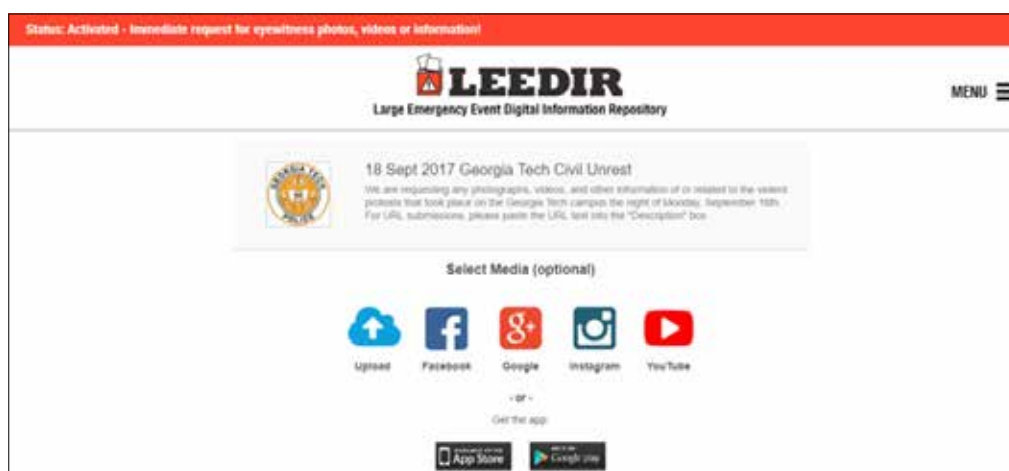 Status: Activated - Immediate request for eyewitness photos, videos or information!
LEEDIR
Large Emergency Event Digital Information Repository
MENU
GEORGIA TECH
POLICE
18 Sept 2017 Georgia Tech Civil Unrest
We are requesting any photographs, videos, and other information of or related to the violent
protests that took place on the Georgia Tech campus the night of Monday, September 18th.
For URL submissions, please paste the URL text into the "Description" box
Select Media (optional)
Upload Facebook Google Instagram YouTube
- or -
Get the app
App Store Google play